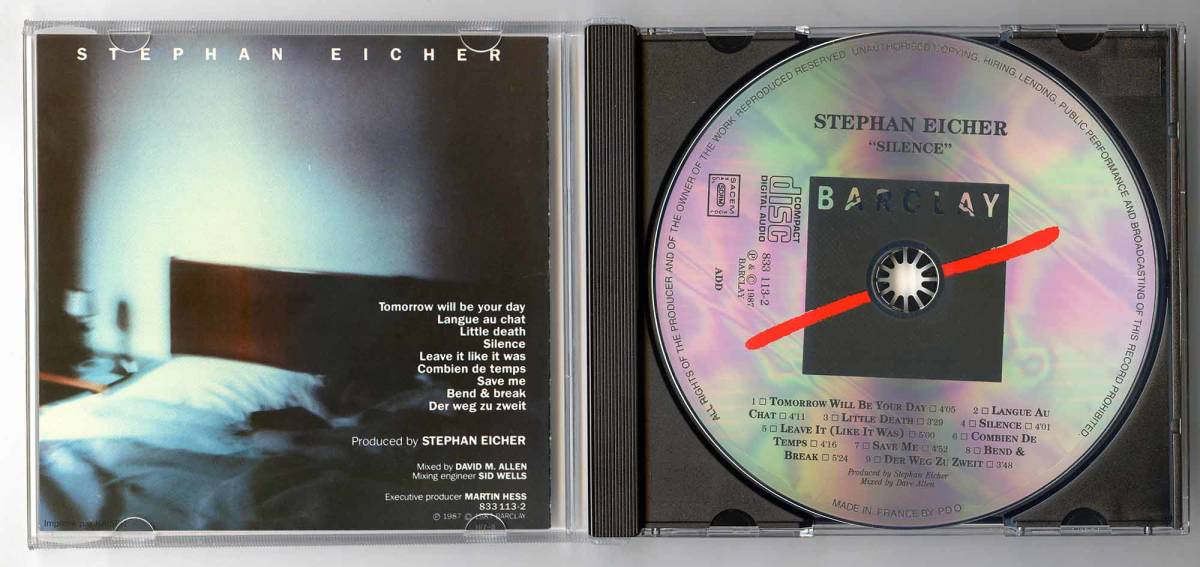 STEPHAN EICHER
Tomorrow will be your day
Langue au chat
Little death
Silence
Leave it like it was
Combien de temps
Save me
Bend & break
Der weg zu zweit
Produced by STEPHAN EICHER
Mixed by DAVID M. ALLEN
Mixing engineer SID WELLS
Executive producer MARTIN HESS
833 113-2
℗ 1987 © 1987 BARCLAY
ALL RIGHTS OF THE PRODUCER AND OF THE OWNER OF THE WORK REPRODUCED RESERVED. UNAUTHORISED COPYING, HIRING, LENDING, PUBLIC PERFORMANCE AND BROADCASTING OF THIS RECORD PROHIBITED.
STEPHAN EICHER
“SILENCE”
BARCLAY
SACEM
SDRM
COMPACT
disc
DIGITAL AUDIO
833 113-2
℗ & © 1987
BARCLAY
ADD
1 □ TOMORROW WILL BE YOUR DAY □ 4'05 2 □ LANGUE AU
CHAT □ 4'11 3 □ LITTLE DEATH □ 3'29 4 □ SILENCE □ 4'01
5 □ LEAVE IT (LIKE IT WAS) □ 5'00 6 □ COMBIEN DE
TEMPS □ 4'16 7 □ SAVE ME □ 4'52 8 □ BEND &
BREAK □ 5'24 9 □ DER WEG ZU ZWEIT □ 3'48
Produced by Stephan Eicher
Mixed by Dave Allen
MADE IN FRANCE BY PDO